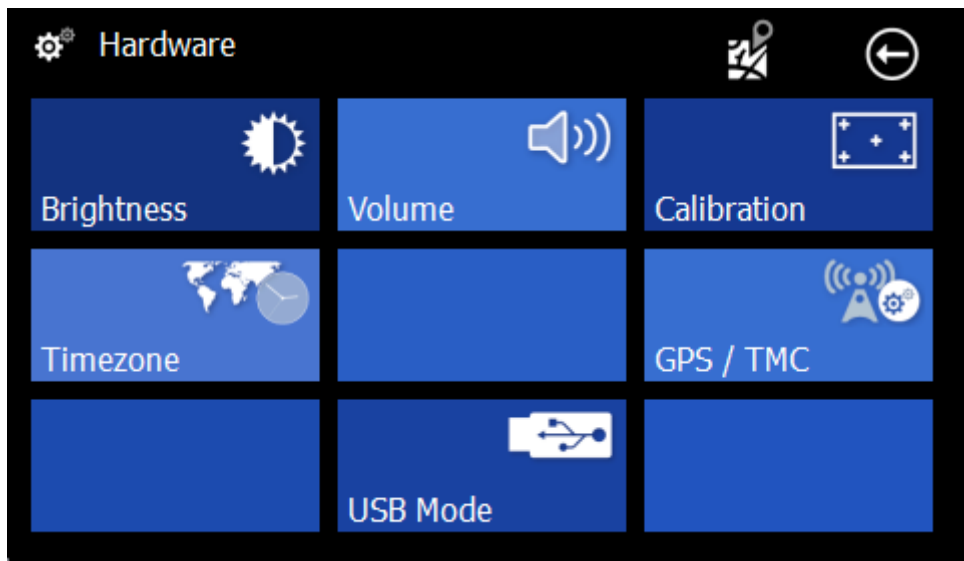 Hardware
Brightness
Volume
Calibration
Timezone
GPS / TMC
USB Mode